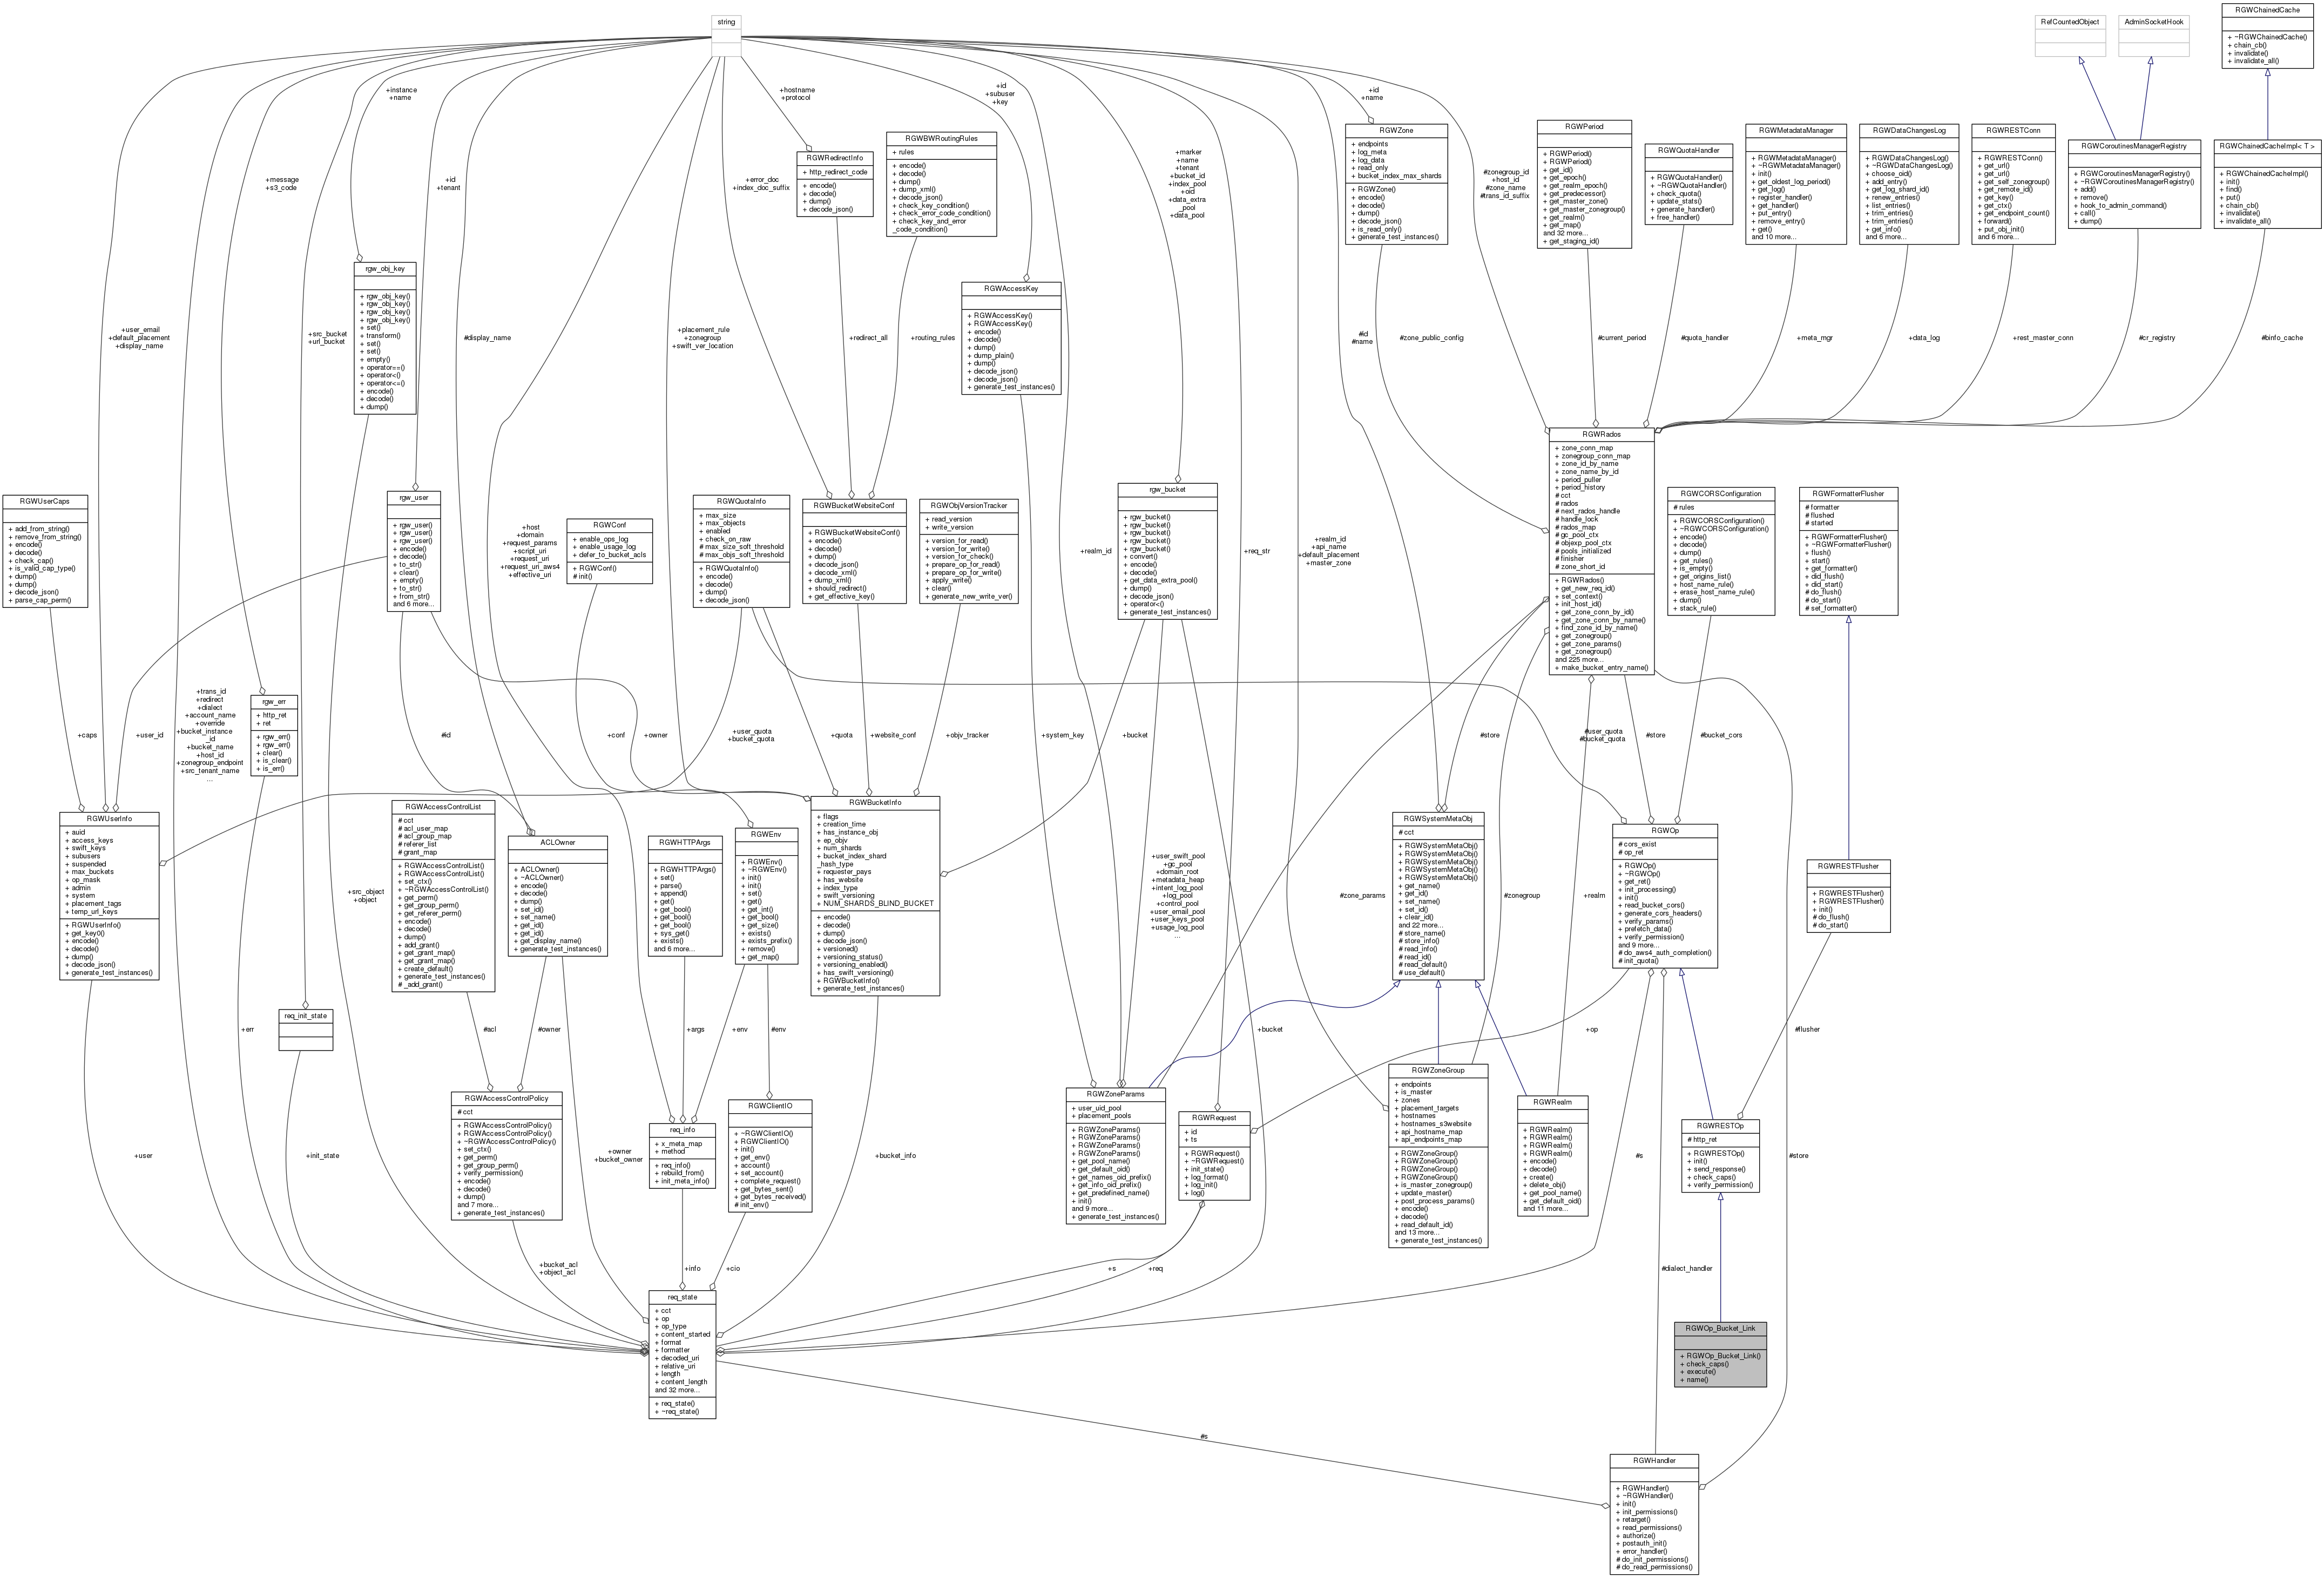 string
RefCountedObject
AdminSocketHook
RGWChainedCache
+ ~RGWChainedCache()
+ chain_cb()
+ invalidate()
+ invalidate_all()
+instance
+name
+hostname
+protocol
+id
+subuser
+key
+id
+name
+message
+s3_code
+id
+tenant
+error_doc
+index_doc_suffix
+marker
+name
+tenant
+bucket_id
+index_pool
+oid
+data_extra
_pool
+data_pool
#zonegroup_id
+host_id
#zone_name
#trans_id_suffix
RGWRedirectInfo
+ http_redirect_code
+ encode()
+ decode()
+ dump()
+ decode_json()
RGWBWRoutingRules
+ rules
+ encode()
+ decode()
+ dump()
+ dump_xml()
+ decode_json()
+ check_key_condition()
+ check_error_code_condition()
+ check_key_and_error
_code_condition()
RGWZone
+ endpoints
+ log_meta
+ log_data
+ read_only
+ bucket_index_max_shards
+ RGWZone()
+ encode()
+ decode()
+ dump()
+ decode_json()
+ is_read_only()
+ generate_test_instances()
RGWPeriod
+ RGWPeriod()
+ RGWPeriod()
+ get_id()
+ get_epoch()
+ get_realm_epoch()
+ get_predecessor()
+ get_master_zone()
+ get_master_zonegroup()
+ get_realm()
+ get_map()
and 32 more...
+ get_staging_id()
RGWQuotaHandler
+ RGWQuotaHandler()
+ ~RGWQuotaHandler()
+ check_quota()
+ update_stats()
+ generate_handler()
+ free_handler()
RGWMetadataManager
+ RGWMetadataManager()
+ ~RGWMetadataManager()
+ init()
+ get_oldest_log_period()
+ get_log()
+ register_handler()
+ get_handler()
+ put_entry()
+ remove_entry()
+ get()
and 10 more...
RGWDataChangesLog
+ RGWDataChangesLog()
+ ~RGWDataChangesLog()
+ choose_oid()
+ add_entry()
+ get_log_shard_id()
+ renew_entries()
+ list_entries()
+ trim_entries()
+ trim_entries()
+ get_info()
and 6 more...
RGWRESTConn
+ RGWRESTConn()
+ get_url()
+ get_url()
+ get_self_zonegroup()
+ get_remote_id()
+ get_key()
+ get_ctx()
+ get_endpoint_count()
+ forward()
+ put_obj_init()
and 6 more...
RGWCoroutinesManagerRegistry
+ RGWCoroutinesManagerRegistry()
+ ~RGWCoroutinesManagerRegistry()
+ add()
+ remove()
+ hook_to_admin_command()
+ call()
+ dump()
RGWChainedCacheImpl< T >
+ RGWChainedCacheImpl()
+ init()
+ find()
+ put()
+ chain_cb()
+ invalidate()
+ invalidate_all()
rgw_obj_key
+ rgw_obj_key()
+ rgw_obj_key()
+ rgw_obj_key()
+ rgw_obj_key()
+ set()
+ transform()
+ set()
+ set()
+ empty()
+ operator==()
+ operator<()
+ operator<=()
+ encode()
+ decode()
+ dump()
RGWAccessKey
+ RGWAccessKey()
+ RGWAccessKey()
+ encode()
+ decode()
+ dump()
+ dump_plain()
+ dump()
+ decode_json()
+ decode_json()
+ generate_test_instances()
+user_email
+default_placement
+display_name
+src_bucket
+url_bucket
#display_name
+placement_rule
+zonegroup
+swift_ver_location
+redirect_all
+routing_rules
#id
#name
#zone_public_config
#current_period
#quota_handler
+meta_mgr
+data_log
+rest_master_conn
#cr_registry
#binfo_cache
RGWUserCaps
+ add_from_string()
+ remove_from_string()
+ encode()
+ decode()
+ check_cap()
+ is_valid_cap_type()
+ dump()
+ dump()
+ decode_json()
+ parse_cap_perm()
rgw_user
+ rgw_user()
+ rgw_user()
+ rgw_user()
+ encode()
+ decode()
+ to_str()
+ clear()
+ empty()
+ to_str()
+ from_str()
and 6 more...
+host
+domain
+request_params
+script_uri
+request_uri
+request_uri_aws4
+effective_uri
RGWConf
+ enable_ops_log
+ enable_usage_log
+ defer_to_bucket_acls
+ RGWConf()
# init()
RGWQuotaInfo
+ max_size
+ max_objects
+ enabled
+ check_on_raw
# max_size_soft_threshold
# max_objs_soft_threshold
+ RGWQuotaInfo()
+ encode()
+ decode()
+ dump()
+ decode_json()
RGWBucketWebsiteConf
+ RGWBucketWebsiteConf()
+ encode()
+ decode()
+ dump()
+ decode_json()
+ decode_xml()
+ dump_xml()
+ should_redirect()
+ get_effective_key()
RGWObjVersionTracker
+ read_version
+ write_version
+ version_for_read()
+ version_for_write()
+ version_for_check()
+ prepare_op_for_read()
+ prepare_op_for_write()
+ apply_write()
+ clear()
+ generate_new_write_ver()
+realm_id
rgw_bucket
+ rgw_bucket()
+ rgw_bucket()
+ rgw_bucket()
+ rgw_bucket()
+ rgw_bucket()
+ convert()
+ encode()
+ decode()
+ get_data_extra_pool()
+ dump()
+ decode_json()
+ operator<()
+ generate_test_instances()
+req_str
+realm_id
+api_name
+default_placement
+master_zone
RGWRados
+ zone_conn_map
+ zonegroup_conn_map
+ zone_id_by_name
+ zone_name_by_id
+ period_puller
+ period_history
# cct
# rados
# next_rados_handle
# handle_lock
# rados_map
# gc_pool_ctx
# objexp_pool_ctx
# pools_initialized
# finisher
# zone_short_id
+ RGWRados()
+ get_new_req_id()
+ set_context()
+ init_host_id()
+ get_zone_conn_by_id()
+ get_zone_conn_by_name()
+ find_zone_id_by_name()
+ get_zonegroup()
+ get_zone_params()
+ get_zonegroup()
and 225 more...
+ make_bucket_entry_name()
RGWCORSConfiguration
# rules
+ RGWCORSConfiguration()
+ ~RGWCORSConfiguration()
+ encode()
+ decode()
+ dump()
+ get_rules()
+ is_empty()
+ get_origins_list()
+ host_name_rule()
+ erase_host_name_rule()
+ dump()
+ stack_rule()
RGWFormatterFlusher
# formatter
# flushed
# started
+ RGWFormatterFlusher()
+ ~RGWFormatterFlusher()
+ flush()
+ start()
+ get_formatter()
+ did_flush()
+ did_start()
# do_flush()
# do_start()
# set_formatter()
+trans_id
+redirect
+dialect
+account_name
+override
+bucket_instance
_id
+bucket_name
+host_id
+zonegroup_endpoint
+src_tenant_name
...
rgw_err
+ http_ret
+ ret
+ rgw_err()
+ rgw_err()
+ clear()
+ is_clear()
+ is_err()
+caps
+user_id
#id
+conf
+owner
+user_quota
+bucket_quota
+quota
+website_conf
+objv_tracker
+system_key
+bucket
#store
#user_quota
#bucket_quota
#store
#bucket_cors
RGWUserInfo
+ auid
+ access_keys
+ swift_keys
+ subusers
+ suspended
+ max_buckets
+ op_mask
+ admin
+ system
+ placement_tags
+ temp_url_keys
+ RGWUserInfo()
+ get_key0()
+ encode()
+ decode()
+ dump()
+ decode_json()
+ generate_test_instances()
RGWAccessControlList
# cct
# acl_user_map
# acl_group_map
# referer_list
# grant_map
+ RGWAccessControlList()
+ RGWAccessControlList()
+ set_ctx()
+ ~RGWAccessControlList()
+ get_perm()
+ get_group_perm()
+ get_referer_perm()
+ encode()
+ decode()
+ dump()
+ add_grant()
+ get_grant_map()
+ get_grant_map()
+ create_default()
+ generate_test_instances()
# _add_grant()
ACLOwner
+ ACLOwner()
+ ~ACLOwner()
+ encode()
+ decode()
+ dump()
+ set_id()
+ set_name()
+ get_id()
+ get_id()
+ get_display_name()
+ generate_test_instances()
RGWHTTPArgs
+ RGWHTTPArgs()
+ set()
+ parse()
+ append()
+ get()
+ get_bool()
+ get_bool()
+ get_bool()
+ sys_get()
+ exists()
and 6 more...
RGWEnv
+ RGWEnv()
+ ~RGWEnv()
+ init()
+ init()
+ set()
+ get()
+ get_int()
+ get_bool()
+ get_size()
+ exists()
+ exists_prefix()
+ remove()
+ get_map()
RGWBucketInfo
+ flags
+ creation_time
+ has_instance_obj
+ ep_objv
+ num_shards
+ bucket_index_shard
_hash_type
+ requester_pays
+ has_website
+ index_type
+ swift_versioning
+ NUM_SHARDS_BLIND_BUCKET
+ encode()
+ decode()
+ dump()
+ decode_json()
+ versioned()
+ versioning_status()
+ versioning_enabled()
+ has_swift_versioning()
+ RGWBucketInfo()
+ generate_test_instances()
+user_swift_pool
+gc_pool
+domain_root
+metadata_heap
+intent_log_pool
+log_pool
+control_pool
+user_email_pool
+user_keys_pool
+usage_log_pool
...
RGWSystemMetaObj
# cct
+ RGWSystemMetaObj()
+ RGWSystemMetaObj()
+ RGWSystemMetaObj()
+ RGWSystemMetaObj()
+ RGWSystemMetaObj()
+ get_name()
+ get_id()
+ set_name()
+ set_id()
+ clear_id()
and 22 more...
# store_name()
# store_info()
# read_info()
# read_id()
# read_default()
# use_default()
RGWOp
# cors_exist
# op_ret
+ RGWOp()
+ ~RGWOp()
+ get_ret()
+ init_processing()
+ init()
+ read_bucket_cors()
+ generate_cors_headers()
+ verify_params()
+ prefetch_data()
+ verify_permission()
and 9 more...
# do_aws4_auth_completion()
# init_quota()
RGWRESTFlusher
+ RGWRESTFlusher()
+ RGWRESTFlusher()
+ init()
# do_flush()
# do_start()
+src_object
+object
#zone_params
#zonegroup
+realm
req_init_state
+err
#acl
#owner
+args
+env
#env
+bucket
+op
#flusher
RGWAccessControlPolicy
# cct
+ RGWAccessControlPolicy()
+ RGWAccessControlPolicy()
+ ~RGWAccessControlPolicy()
+ set_ctx()
+ get_perm()
+ get_group_perm()
+ verify_permission()
+ encode()
+ decode()
+ dump()
and 7 more...
+ generate_test_instances()
req_info
+ x_meta_map
+ method
+ req_info()
+ rebuild_from()
+ init_meta_info()
RGWClientIO
+ ~RGWClientIO()
+ RGWClientIO()
+ init()
+ get_env()
+ account()
+ set_account()
+ complete_request()
+ get_bytes_sent()
+ get_bytes_received()
# init_env()
RGWZoneParams
+ user_uid_pool
+ placement_pools
+ RGWZoneParams()
+ RGWZoneParams()
+ RGWZoneParams()
+ RGWZoneParams()
+ get_pool_name()
+ get_default_oid()
+ get_names_oid_prefix()
+ get_info_oid_prefix()
+ get_predefined_name()
+ init()
and 9 more...
+ generate_test_instances()
RGWRequest
+ id
+ ts
+ RGWRequest()
+ ~RGWRequest()
+ init_state()
+ log_format()
+ log_init()
+ log()
RGWZoneGroup
+ endpoints
+ is_master
+ zones
+ placement_targets
+ hostnames
+ hostnames_s3website
+ api_hostname_map
+ api_endpoints_map
+ RGWZoneGroup()
+ RGWZoneGroup()
+ RGWZoneGroup()
+ RGWZoneGroup()
+ is_master_zonegroup()
+ update_master()
+ post_process_params()
+ encode()
+ decode()
+ read_default_id()
and 13 more...
+ generate_test_instances()
RGWRealm
+ RGWRealm()
+ RGWRealm()
+ RGWRealm()
+ RGWRealm()
+ encode()
+ decode()
+ create()
+ delete_obj()
+ get_pool_name()
+ get_default_oid()
and 11 more...
RGWRESTOp
# http_ret
+ RGWRESTOp()
+ init()
+ send_response()
+ check_caps()
+ verify_permission()
+user
+init_state
+owner
+bucket_owner
+bucket_info
#s
#store
+bucket_acl
+object_acl
+info
+cio
+s
+req
#dialect_handler
req_state
+ cct
+ op
+ op_type
+ content_started
+ format
+ formatter
+ decoded_uri
+ relative_uri
+ length
+ content_length
and 32 more...
+ req_state()
+ ~req_state()
RGWOp_Bucket_Link
+ RGWOp_Bucket_Link()
+ check_caps()
+ execute()
+ name()
#s
RGWHandler
+ RGWHandler()
+ ~RGWHandler()
+ init()
+ init_permissions()
+ retarget()
+ read_permissions()
+ authorize()
+ postauth_init()
+ error_handler()
# do_init_permissions()
# do_read_permissions()